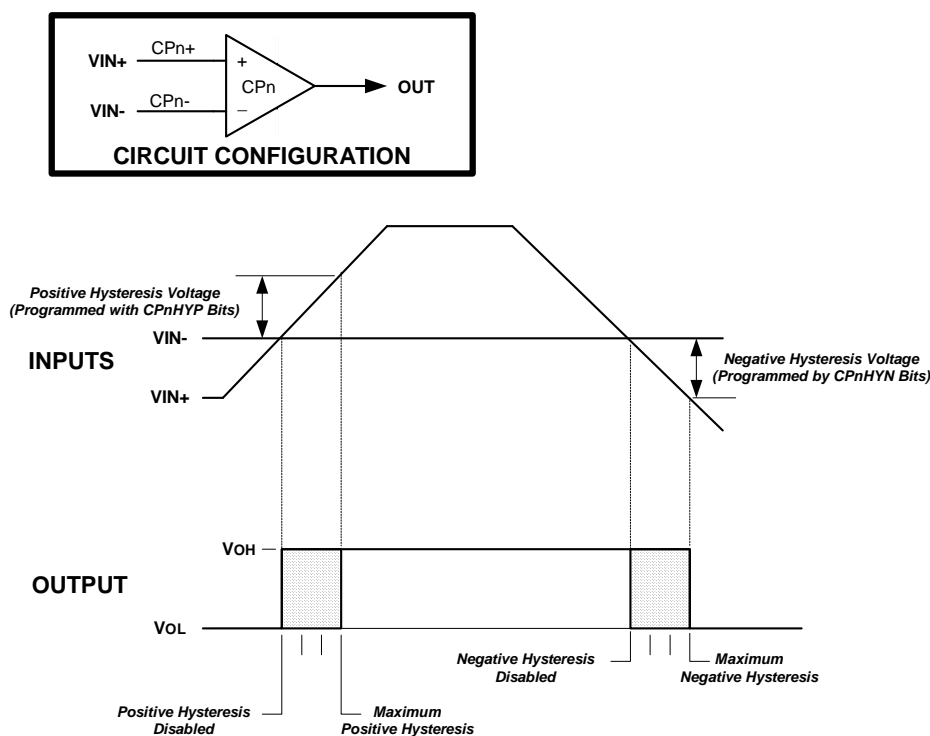 VIN+
CPn+
+
CPn
OUT
VIN-
CPn-
_
CIRCUIT CONFIGURATION
Positive Hysteresis Voltage
(Programmed with CPnHYP Bits)
VIN-
INPUTS
Negative Hysteresis Voltage
(Programmed by CPnHYN Bits)
VIN+
VOH
OUTPUT
VOL
Negative Hysteresis
Disabled
Maximum
Negative Hysteresis
Positive Hysteresis
Disabled
Maximum
Positive Hysteresis